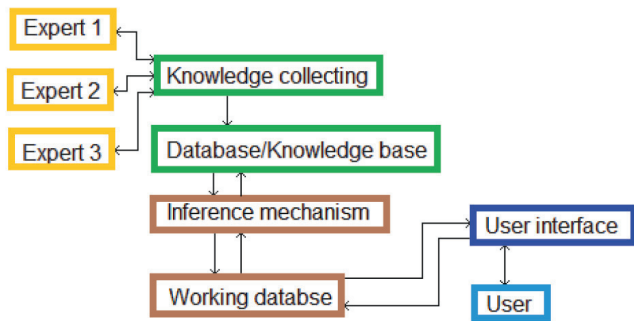 Expert 1
Knowledge collecting
Expert 2
Expert 3
Database/Knowledge base
Inference mechanism
User interface
Working databse
User